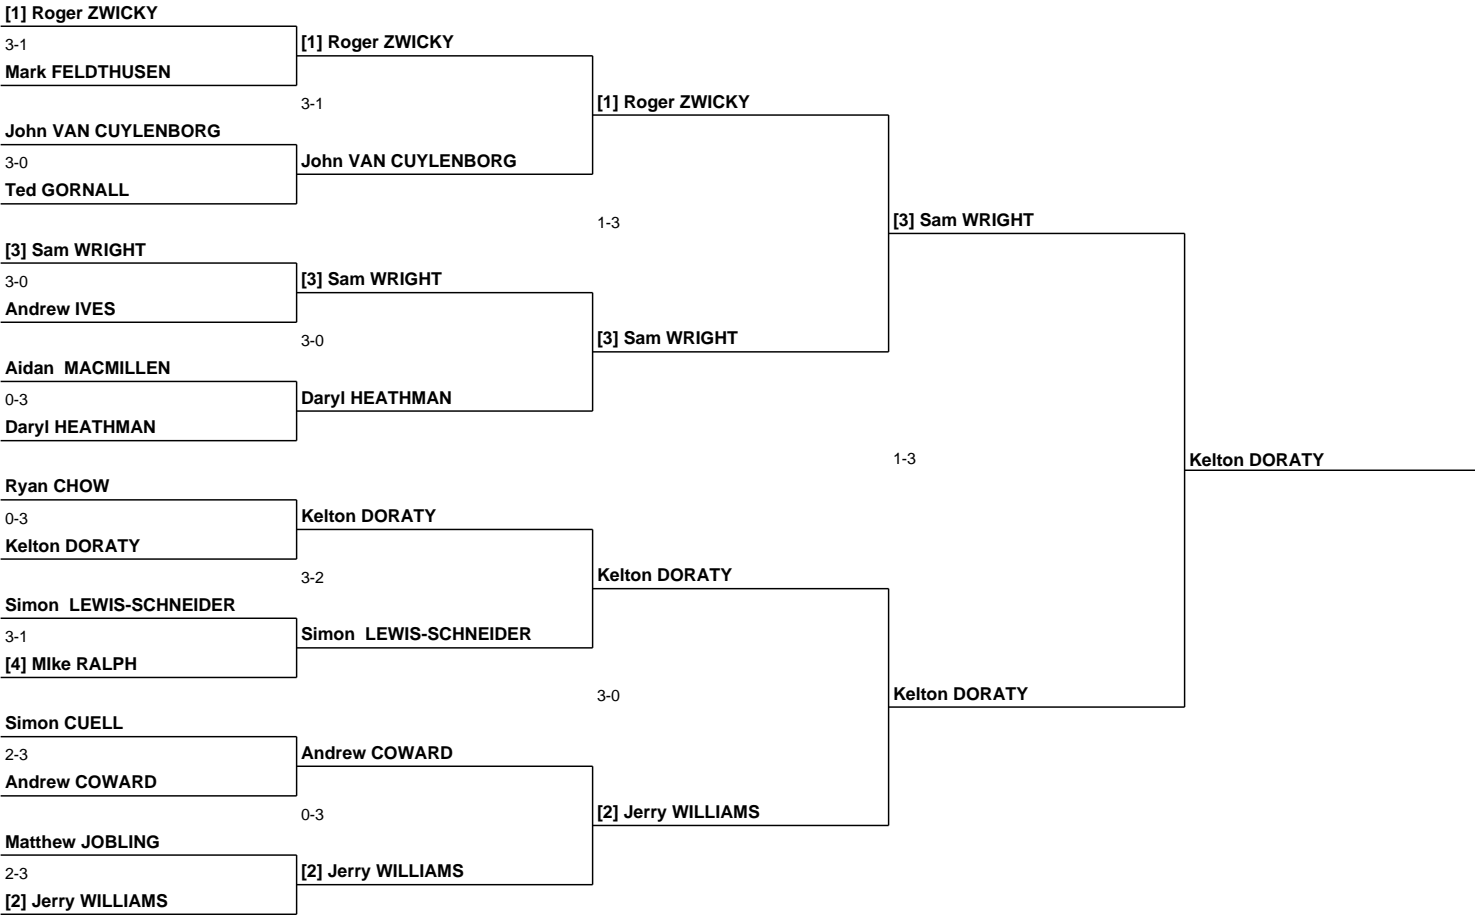 [1] Roger ZWICKY
3-1
Mark FELDTHUSEN
John VAN CUYLENBORG
3-0
Ted GORNALL
[3] Sam WRIGHT
3-0
Andrew IVES
Aidan  MACMILLEN
0-3
Daryl HEATHMAN
Ryan CHOW
0-3
Kelton DORATY
Simon  LEWIS-SCHNEIDER
3-1
[4] MIke RALPH
Simon CUELL
2-3
Andrew COWARD
Matthew JOBLING
2-3
[2] Jerry WILLIAMS
[1] Roger ZWICKY
3-1
John VAN CUYLENBORG
[3] Sam WRIGHT
3-0
Daryl HEATHMAN
Kelton DORATY
3-2
Simon  LEWIS-SCHNEIDER
Andrew COWARD
0-3
[2] Jerry WILLIAMS
[1] Roger ZWICKY
1-3
[3] Sam WRIGHT
Kelton DORATY
3-0
[2] Jerry WILLIAMS
[3] Sam WRIGHT
1-3
Kelton DORATY
Kelton DORATY